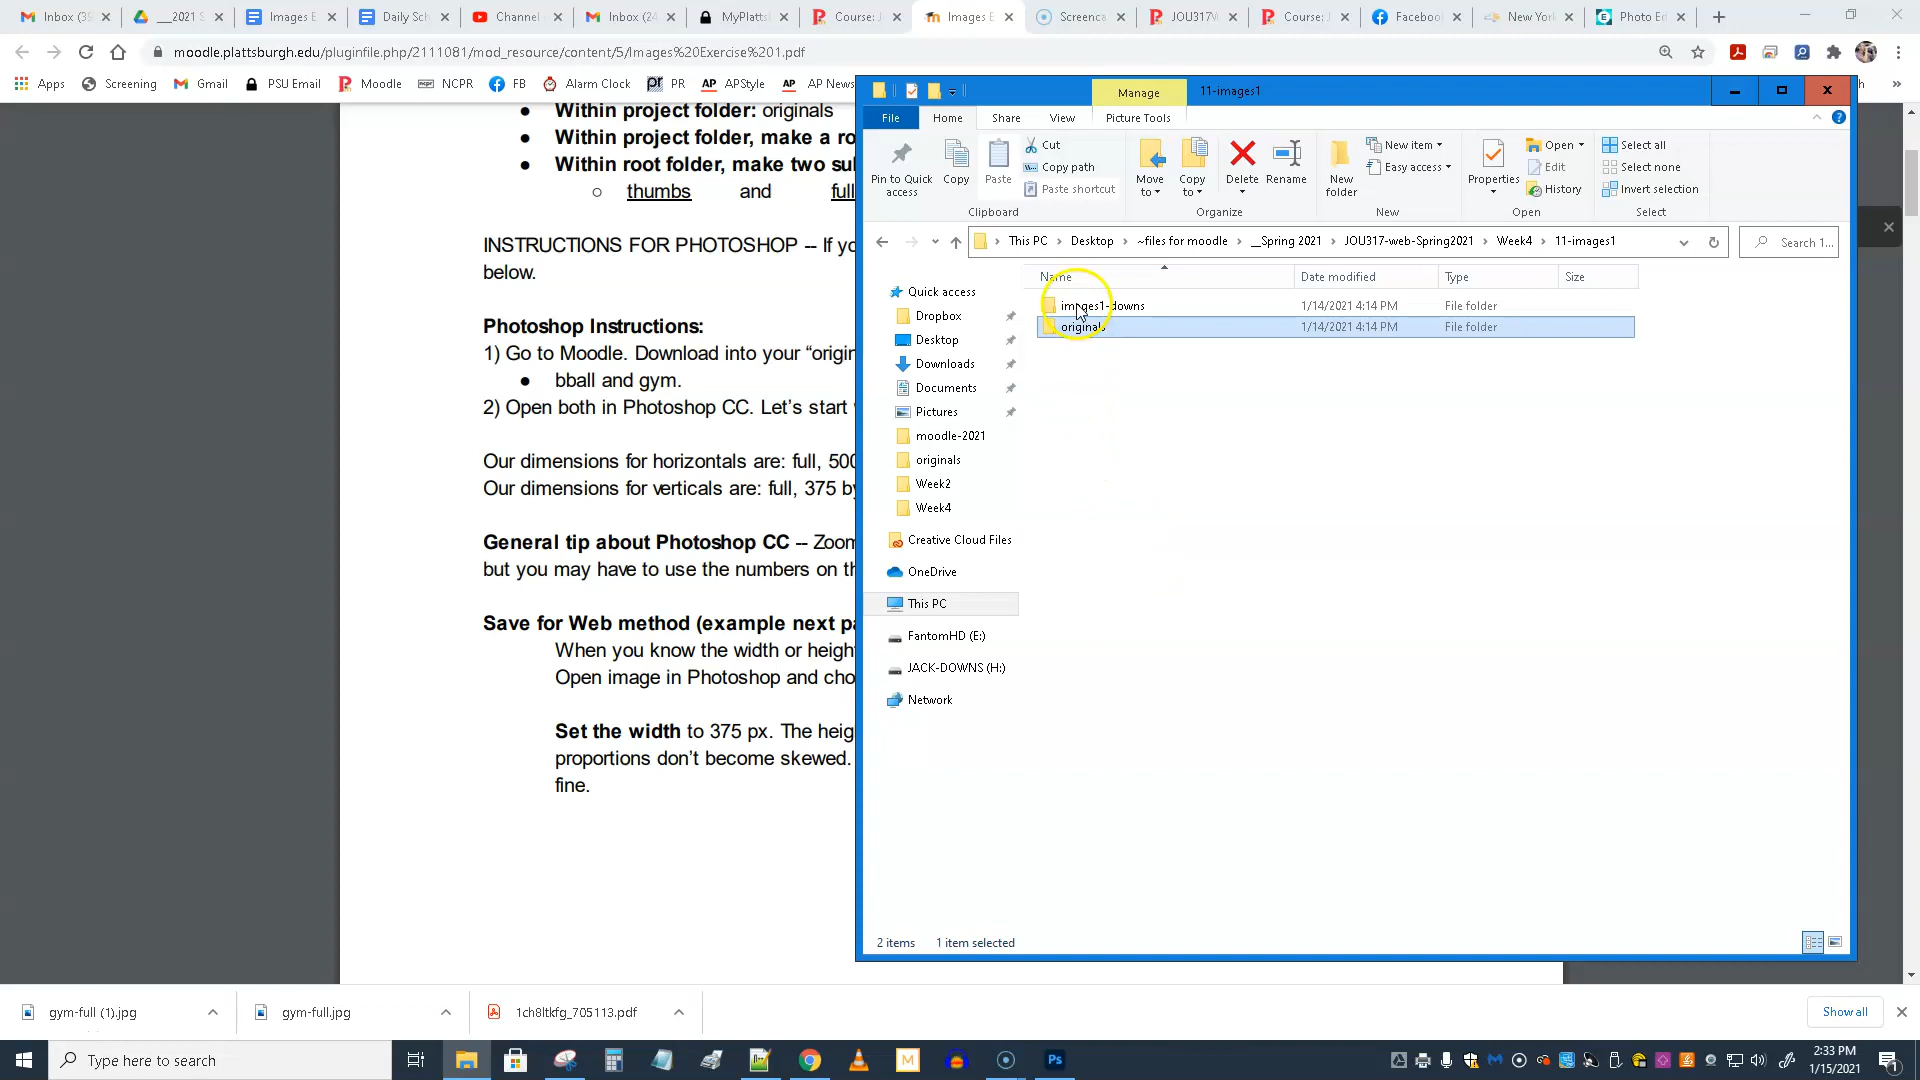 Inbox (39
___2021 S
Images E
Daily Sch
Channel
Inbox (24
MyPlatts
Course: J
Images E
Screenca
JOU317W
Course: J
Facebook
New York
Photo Ed
moodle.plattsburgh.edu/pluginfile.php/2111081/mod_resource/content/5/Images%20Exercise%201.pdf
Apps
Screening
Gmail
PSU Email
Moodle
NCPR
FB
Alarm Clock
PR
APStyle
AP News
Within project folder: originals
Within project folder, make a ro
Within root folder, make two sul
thumbs and full
INSTRUCTIONS FOR PHOTOSHOP -- If yo
below.
Photoshop Instructions:
1) Go to Moodle. Download into your “origin
bball and gym.
2) Open both in Photoshop CC. Let’s start
Our dimensions for horizontals are: full, 500
Our dimensions for verticals are: full, 375 by
General tip about Photoshop CC -- Zoom
but you may have to use the numbers on th
Save for Web method (example next pa
When you know the width or height
Open image in Photoshop and cho
Set the width to 375 px. The heig
proportions don’t become skewed.
fine.
Manage
11-images1
File
Home
Share
View
Picture Tools
Pin to Quick access
Copy
Paste
Cut
Copy path
Paste shortcut
Clipboard
Move to
Copy to
Delete
Rename
Organize
New folder
New item
Easy access
New
Properties
Open
Edit
History
Open
Select all
Select none
Invert selection
Select
This PC
Desktop
~files for moodle
__Spring 2021
JOU317-web-Spring2021
Week4
11-images1
Search 1...
Name
Date modified
Type
Size
images1-downs 1/14/2021 4:14 PM File folder
originals 1/14/2021 4:14 PM File folder
Quick access
Dropbox
Desktop
Downloads
Documents
Pictures
moodle-2021
originals
Week2
Week4
Creative Cloud Files
OneDrive
This PC
FantomHD (E:)
JACK-DOWNS (H:)
Network
2 items 1 item selected
gym-full (1).jpg
gym-full.jpg
1ch8ltkfg_705113.pdf
Show all
Type here to search
2:33 PM
1/15/2021